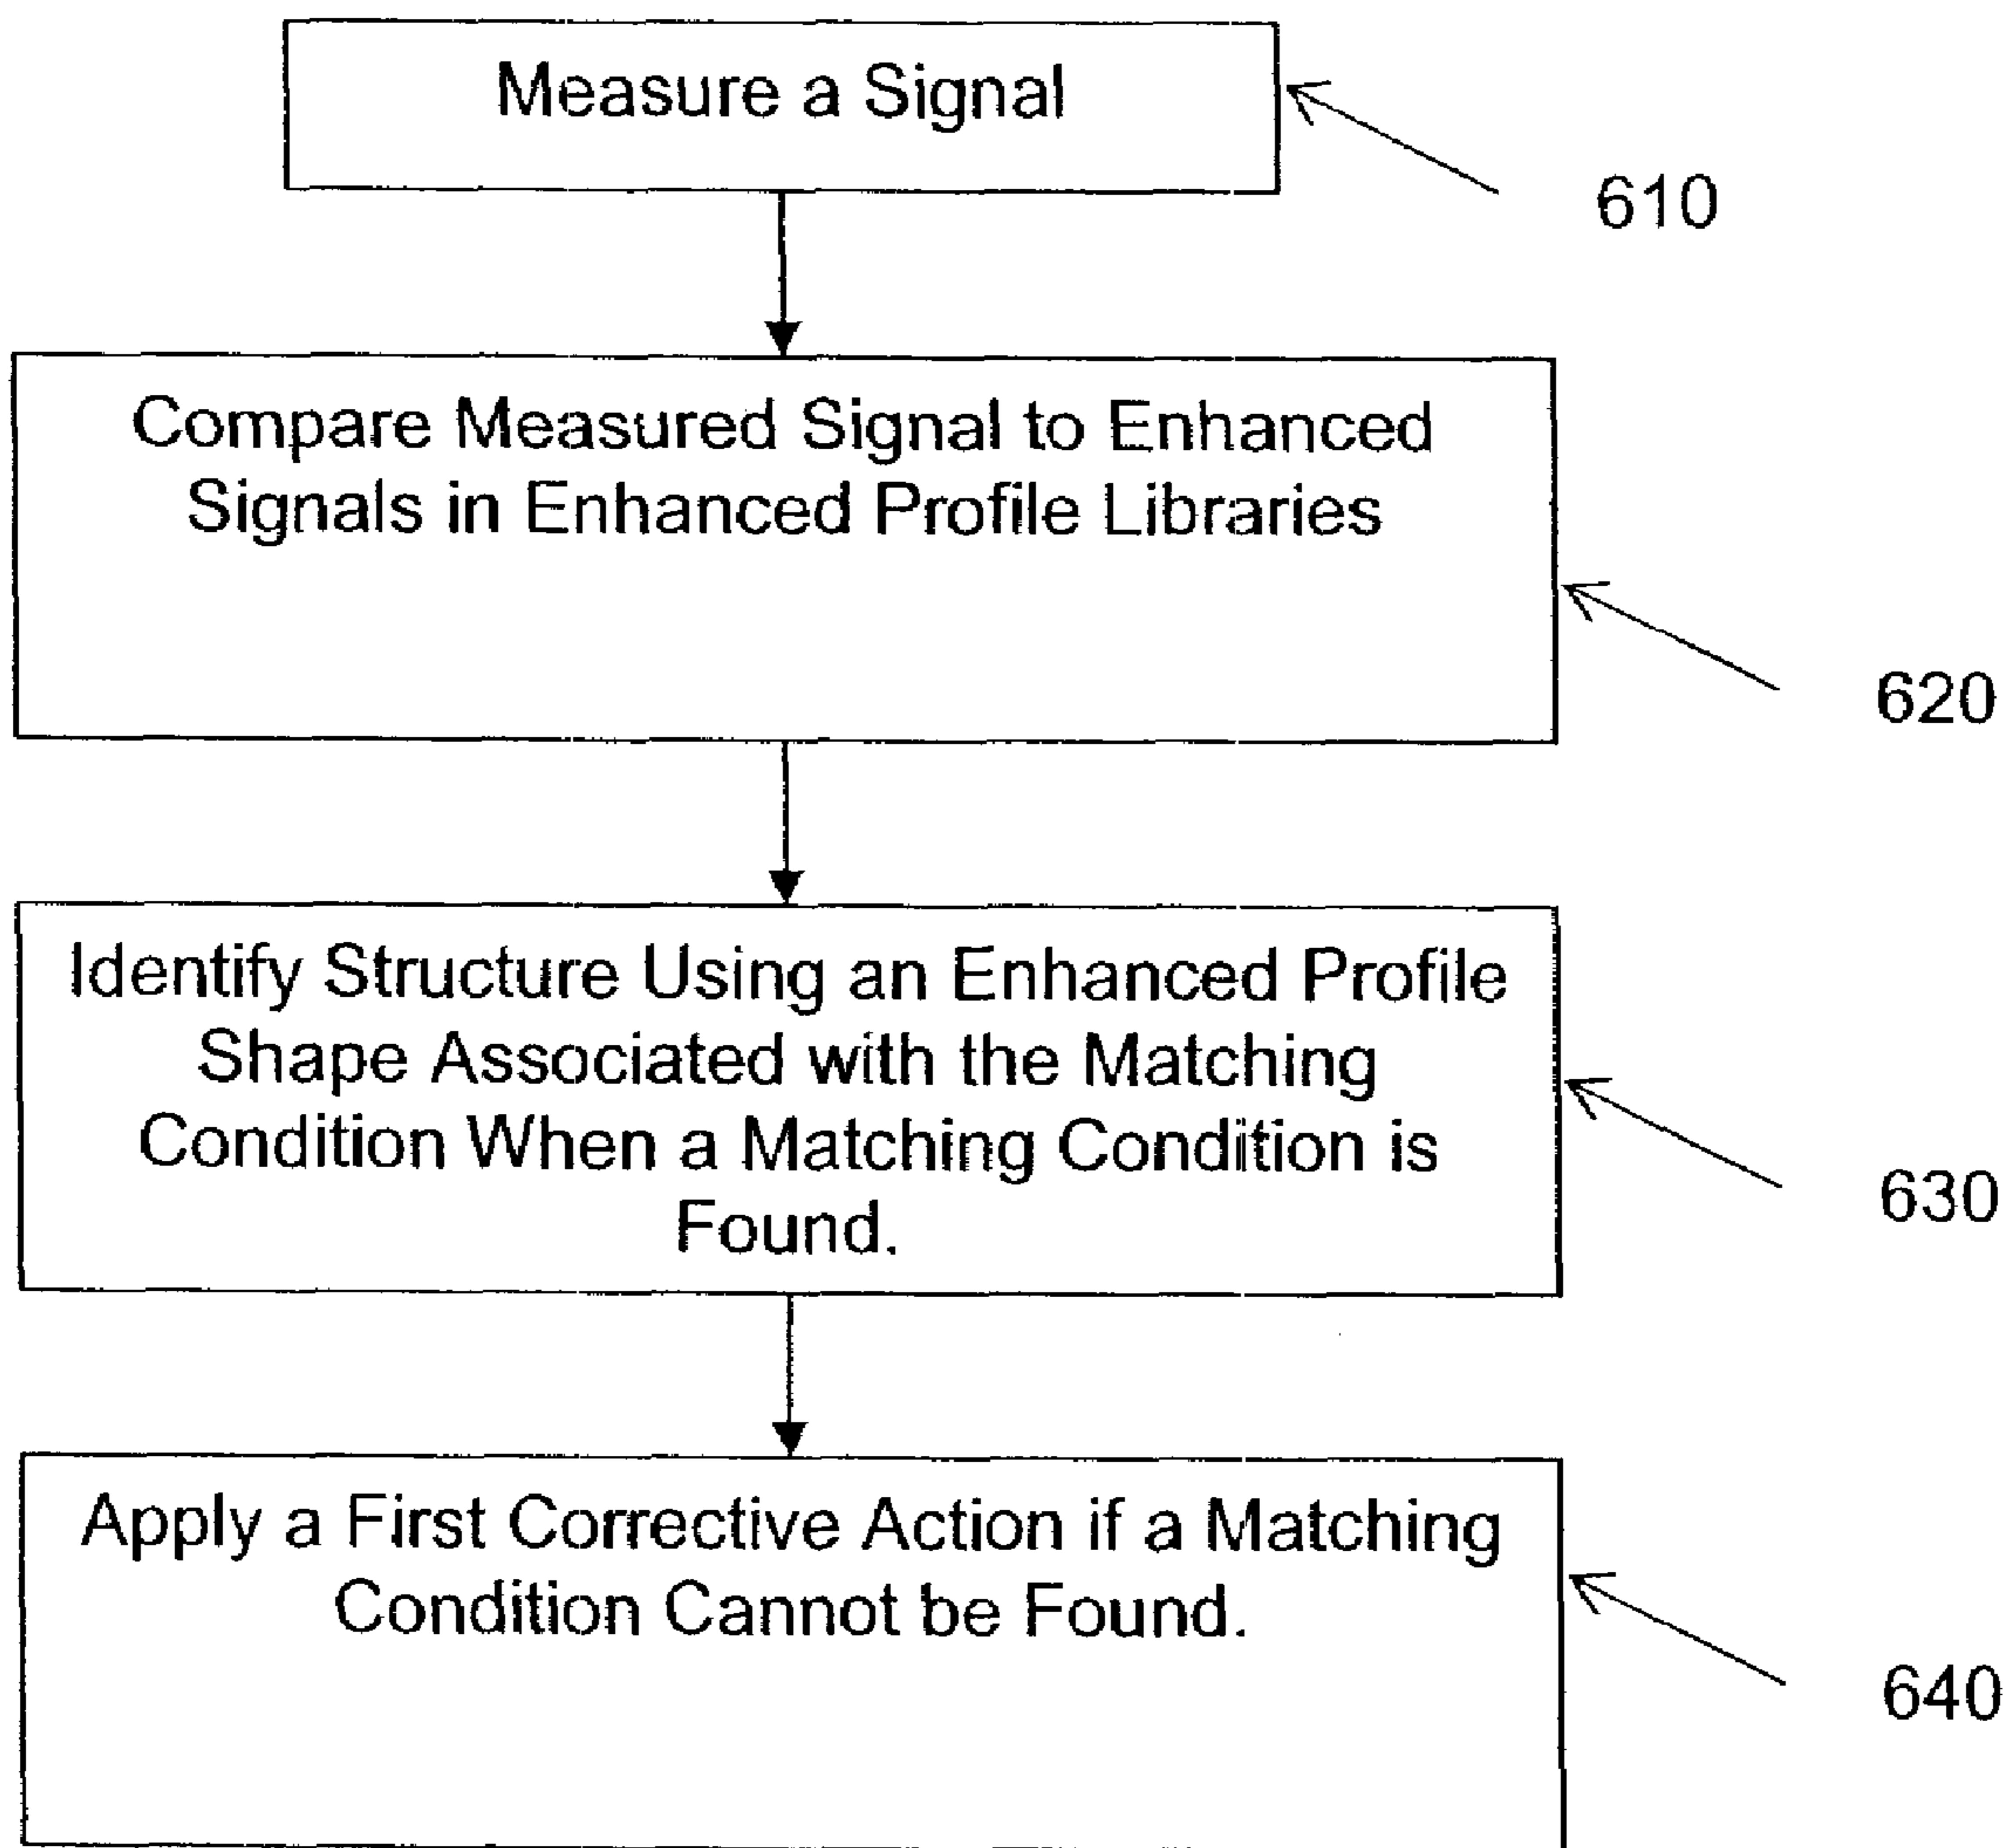 Measure a Signal
610
Compare Measured Signal to Enhanced
Signals in Enhanced Profile Libraries
620
Identify Structure Using an Enhanced Profile
Shape Associated with the Matching
Condition When a Matching Condition is
Found.
630
Apply a First Corrective Action if a Matching
Condition Cannot be Found.
640